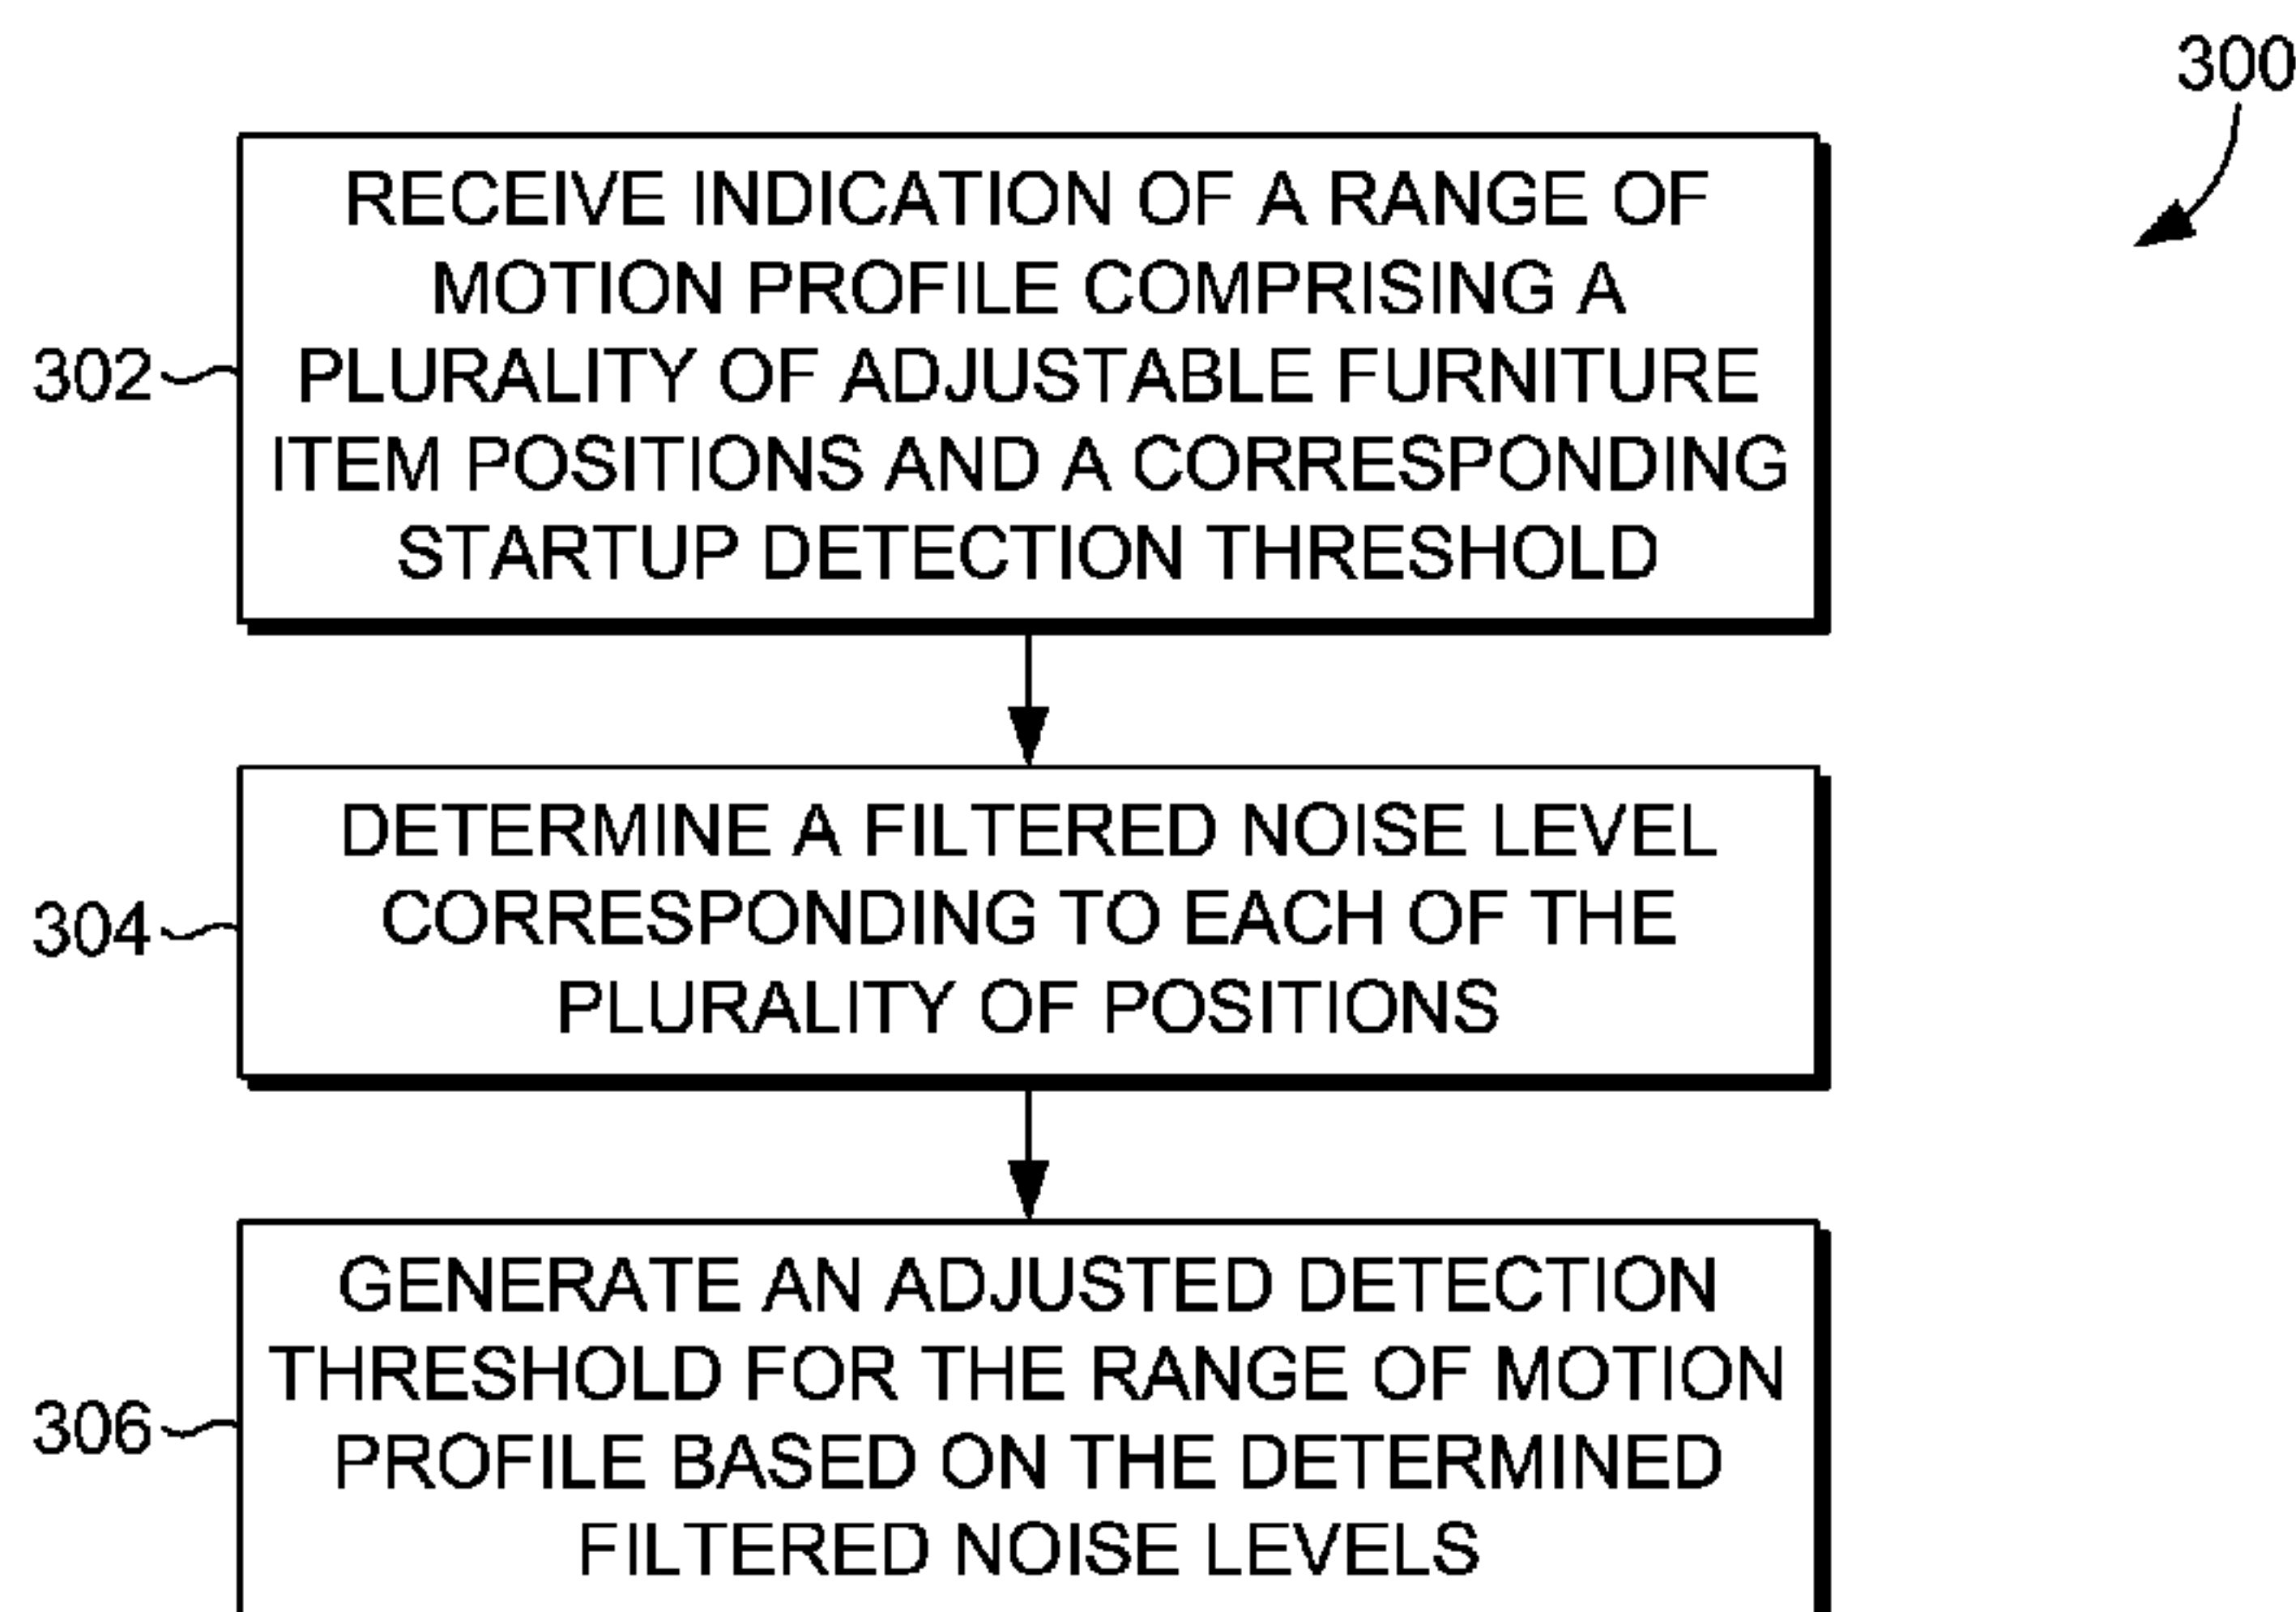 300
RECEIVE INDICATION OF A RANGE OF
MOTION PROFILE COMPRISING A
PLURALITY OF ADJUSTABLE FURNITURE
ITEM POSITIONS AND A CORRESPONDING
STARTUP DETECTION THRESHOLD
302
DETERMINE A FILTERED NOISE LEVEL
CORRESPONDING TO EACH OF THE
PLURALITY OF POSITIONS
304
GENERATE AN ADJUSTED DETECTION
THRESHOLD FOR THE RANGE OF MOTION
PROFILE BASED ON THE DETERMINED
FILTERED NOISE LEVELS
306